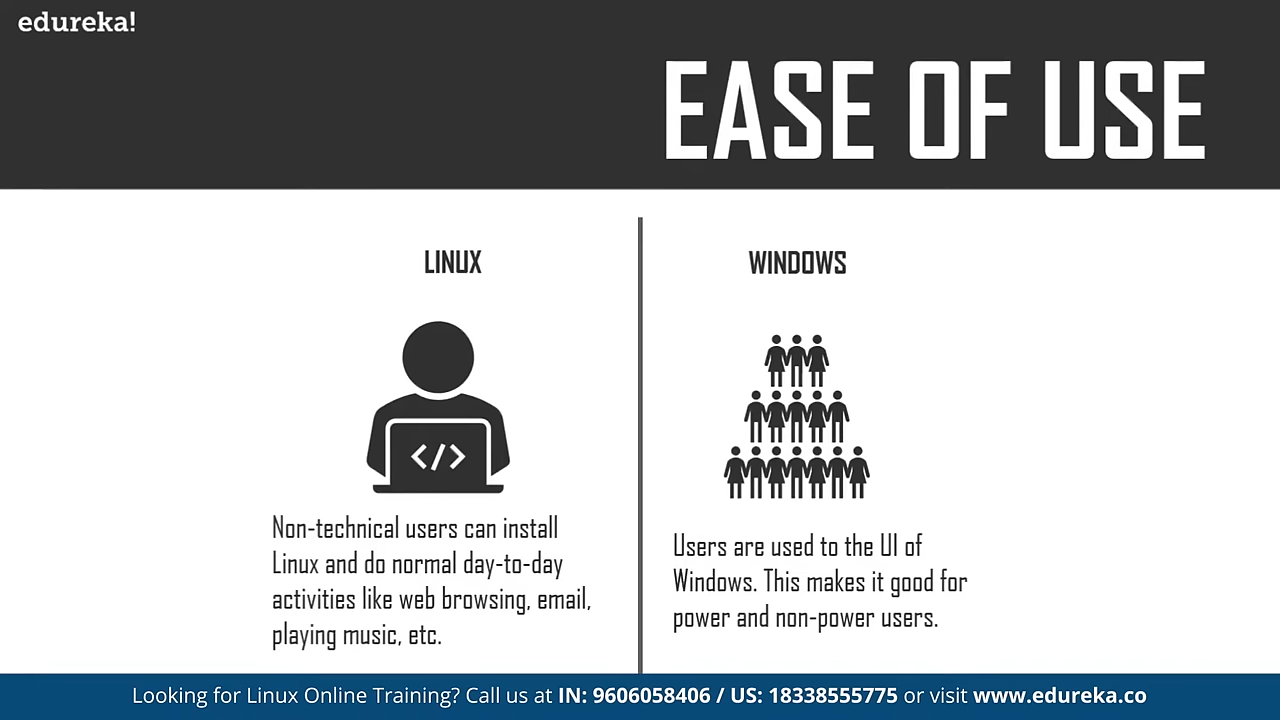 edureka!
EASE OF USE
LINUX
</>
Non-technical users can install
Linux and do normal day-to-day
activities like web browsing, email,
playing music, etc.
WINDOWS
Users are used to the UI of
Windows. This makes it good for
power and non-power users.
Looking for Linux Online Training? Call us at IN: 9606058406 / US: 18338555775 or visit www.edureka.co